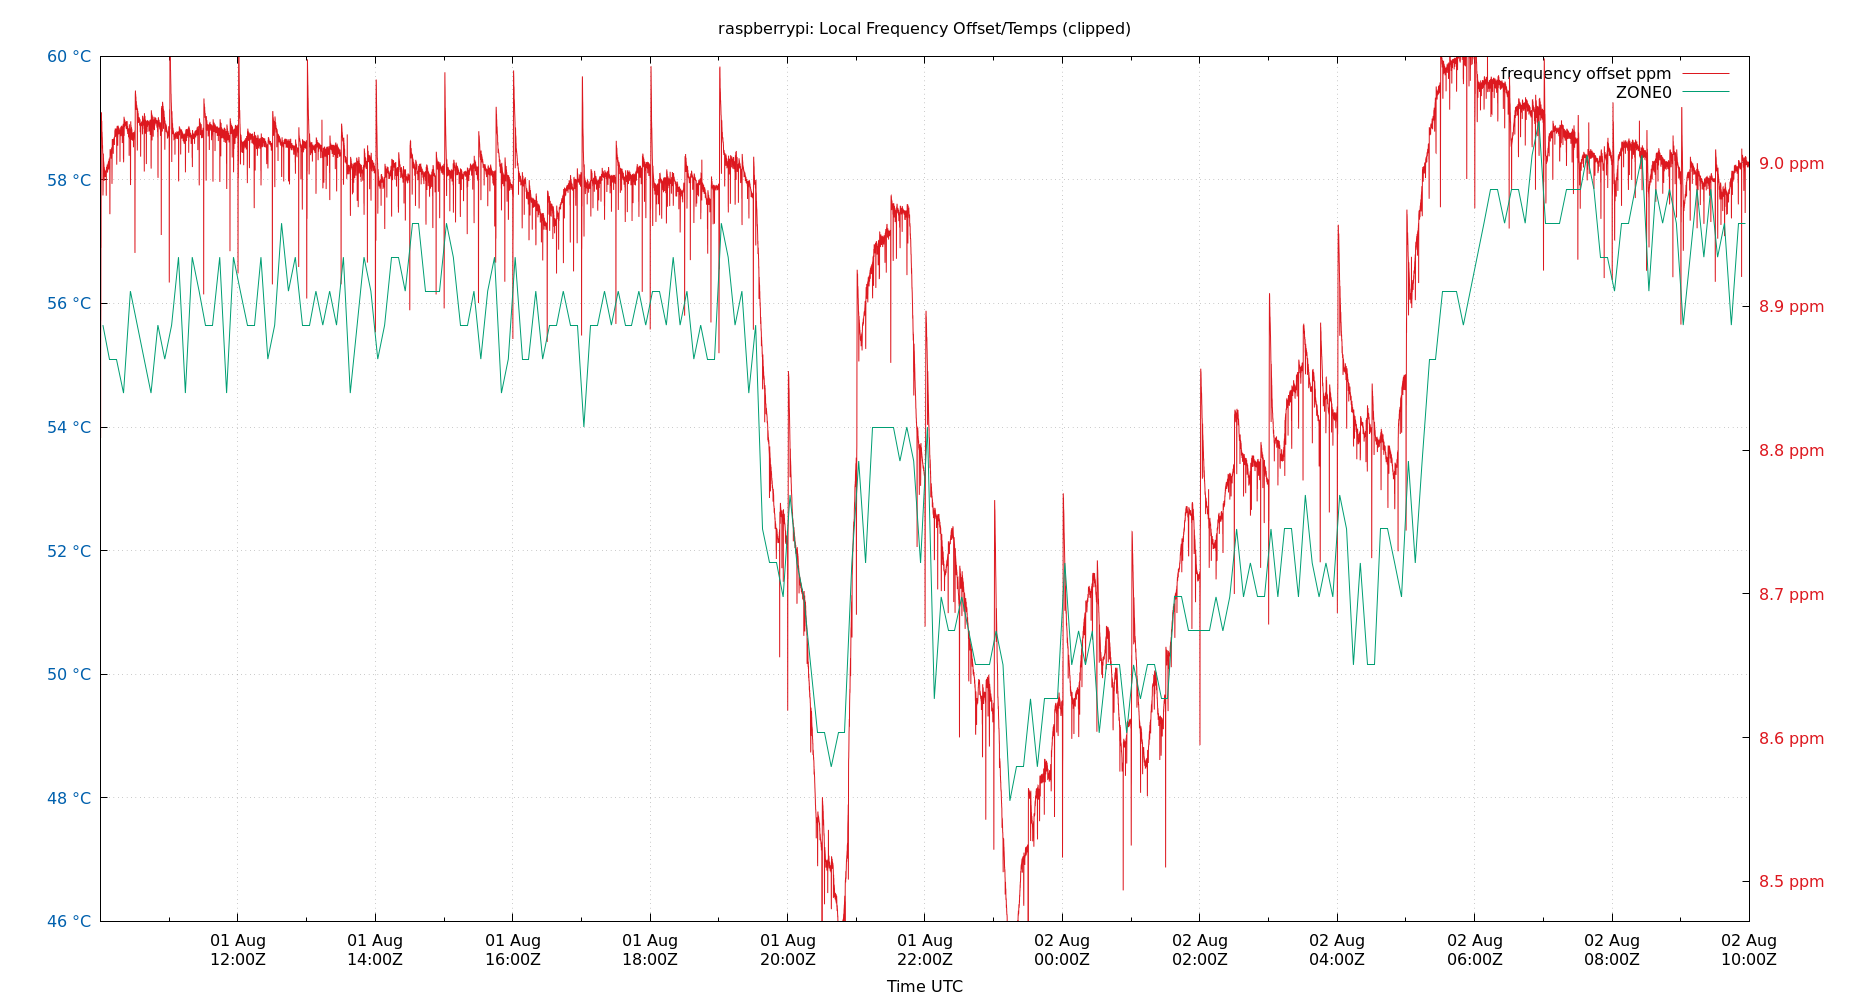 raspberrypi: Local Frequency Offset/Temps (clipped)
60 °C
58 °C
56 °C
54 °C
52 °C
50 °C
48 °C
46 °C
frequency offset ppm
ZONE0
9.0 ppm
8.9 ppm
8.8 ppm
8.7 ppm
8.6 ppm
8.5 ppm
01 Aug
12:00Z
01 Aug
14:00Z
01 Aug
16:00Z
01 Aug
18:00Z
01 Aug
20:00Z
01 Aug
22:00Z
02 Aug
00:00Z
02 Aug
02:00Z
02 Aug
04:00Z
02 Aug
06:00Z
02 Aug
08:00Z
02 Aug
10:00Z
Time UTC